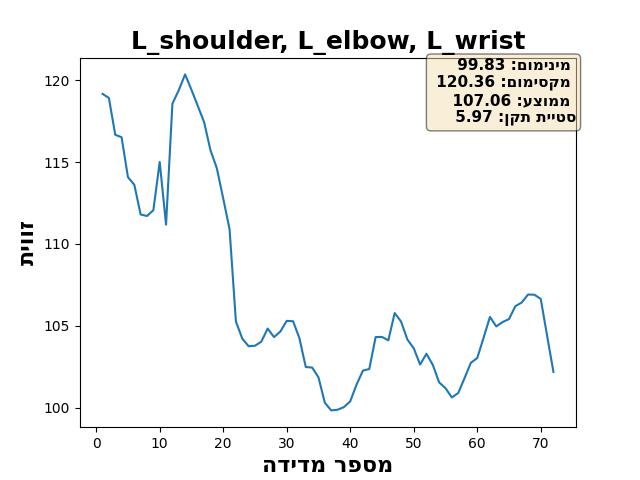 L_shoulder, L_elbow, L_wrist
מינימום: 99.83
מקסימום: 120.36
ממוצע: 107.06
סטיית תקן: 5.97
זווית
120
115
110
105
100
0 10 20 30 40 50 60 70
מספר מדידה